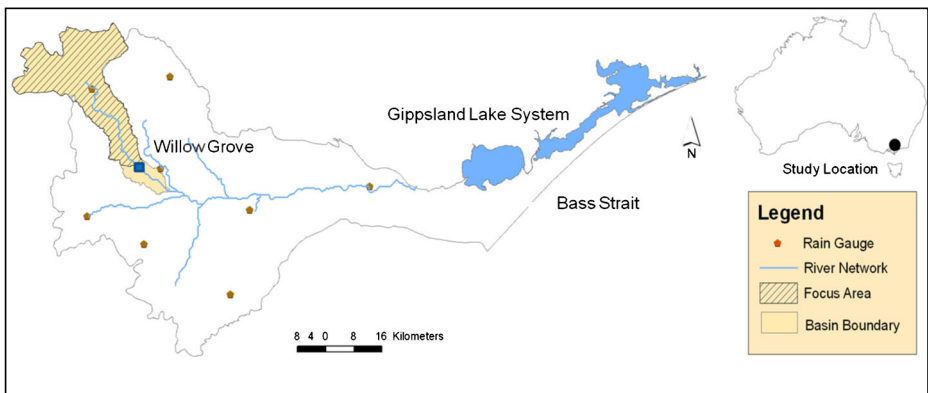 Willow Grove
Gippsland Lake System
Bass Strait
N
Study Location
Legend
Rain Gauge
River Network
Focus Area
Basin Boundary
8 4 0 8 16 Kilometers